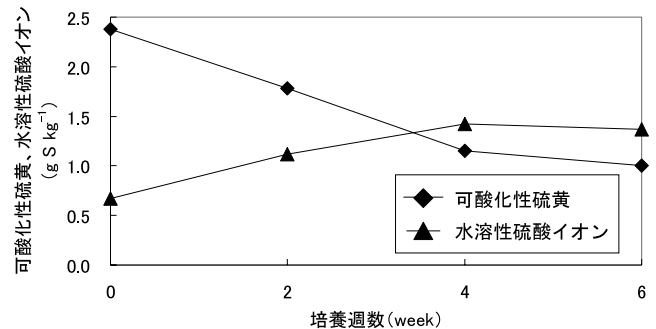 可酸化性硫黄、水溶性硫酸イオン
(g S kg⁻¹)
2.5
2.0
1.5
1.0
0.5
0.0
可酸化性硫黄
水溶性硫酸イオン
0 2 4 6
培養週数(week)